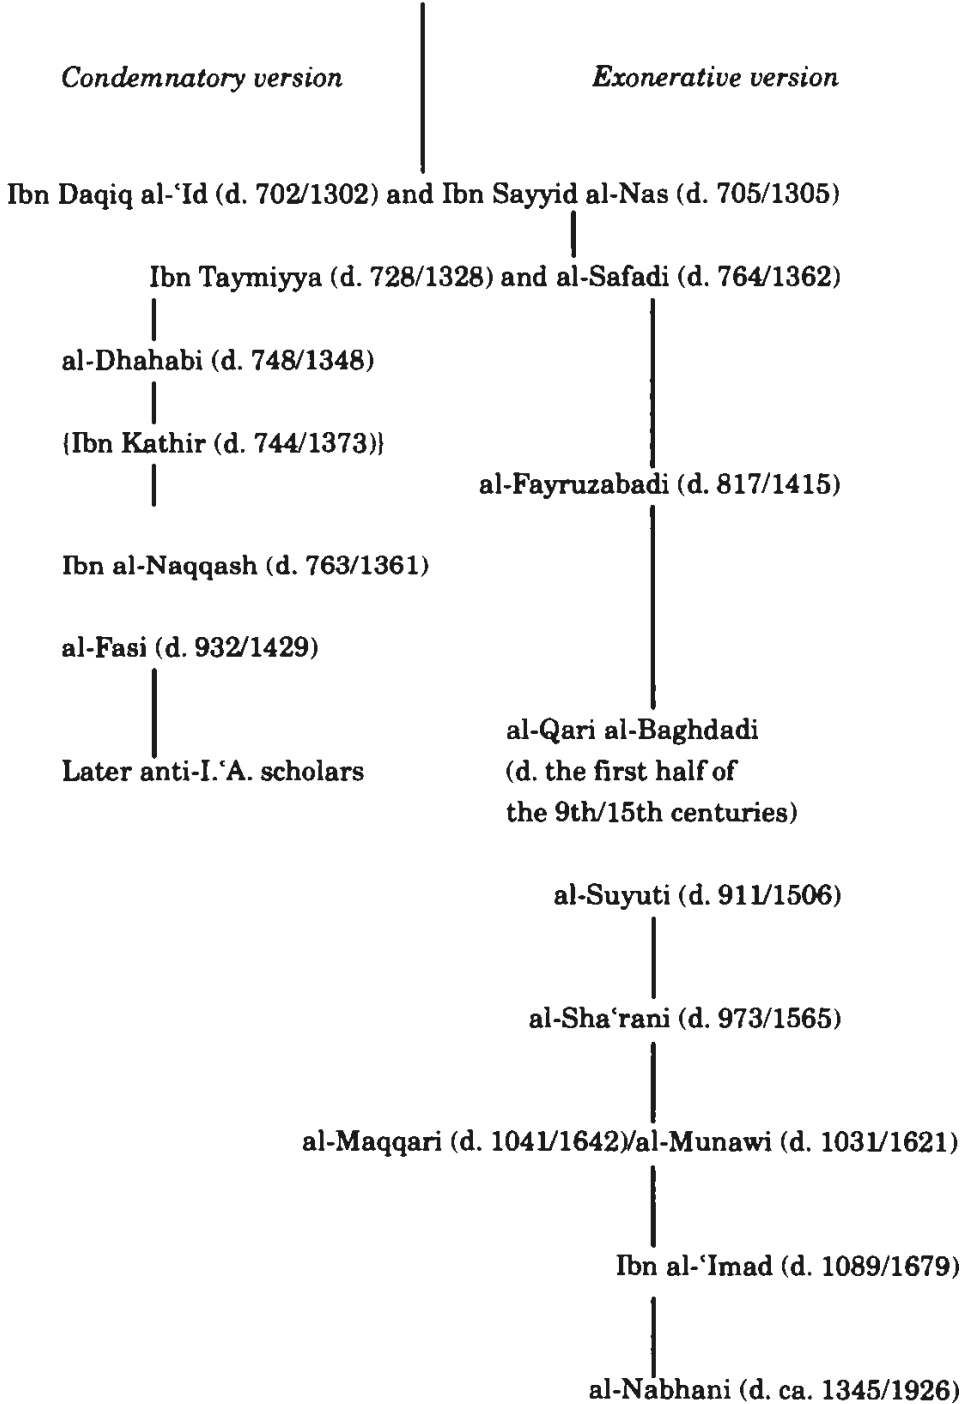 Condemnatory version
Exonerative version
Ibn Daqiq al-‘Id (d. 702/1302) and Ibn Sayyid al-Nas (d. 705/1305)
Ibn Taymiyya (d. 728/1328) and al-Safadi (d. 764/1362)
al-Dhahabi (d. 748/1348)
{Ibn Kathir (d. 744/1373)}
al-Fayruzabadi (d. 817/1415)
Ibn al-Naqqash (d. 763/1361)
al-Fasi (d. 932/1429)
al-Qari al-Baghdadi
(d. the first half of
the 9th/15th centuries)
Later anti-I.‘A. scholars
al-Suyuti (d. 911/1506)
al-Sha‘rani (d. 973/1565)
al-Maqqari (d. 1041/1642)/al-Munawi (d. 1031/1621)
Ibn al-‘Imad (d. 1089/1679)
al-Nabhani (d. ca. 1345/1926)